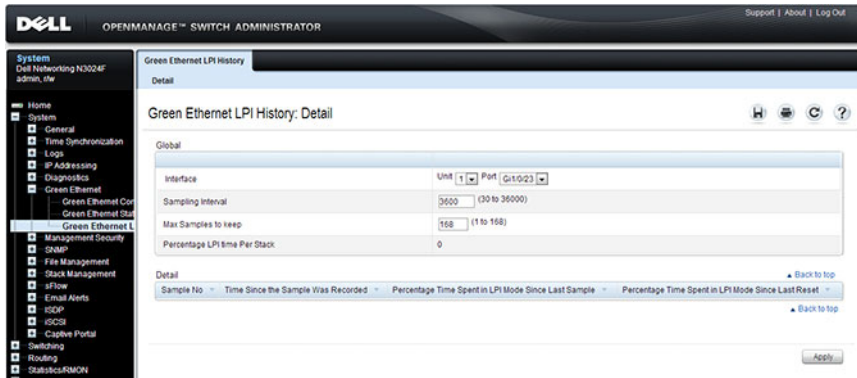 Support | About | Log Out
DELL OPENMANAGE™ SWITCH ADMINISTRATOR
System
Dell Networking N3024F
admin, r/w
Home
System
General
Time Synchronization
Logs
IP Addressing
Diagnostics
Green Ethernet
Green Ethernet Con
Green Ethernet Stat
Green Ethernet L
Management Security
SNMP
File Management
Stack Management
sFlow
Email Alerts
ISDP
iSCSI
Captive Portal
Switching
Routing
Statistics/RMON
Green Ethernet LPI History
Detail
Green Ethernet LPI History: Detail
Global
Interface Unit 1 Port Gi1/0/23
Sampling Interval 3600 (30 to 36000)
Max Samples to keep 168 (1 to 168)
Percentage LPI time Per Stack 0
Detail Back to top
Sample No Time Since the Sample Was Recorded Percentage Time Spent in LPI Mode Since Last Sample Percentage Time Spent in LPI Mode Since Last Reset
Back to top
Apply